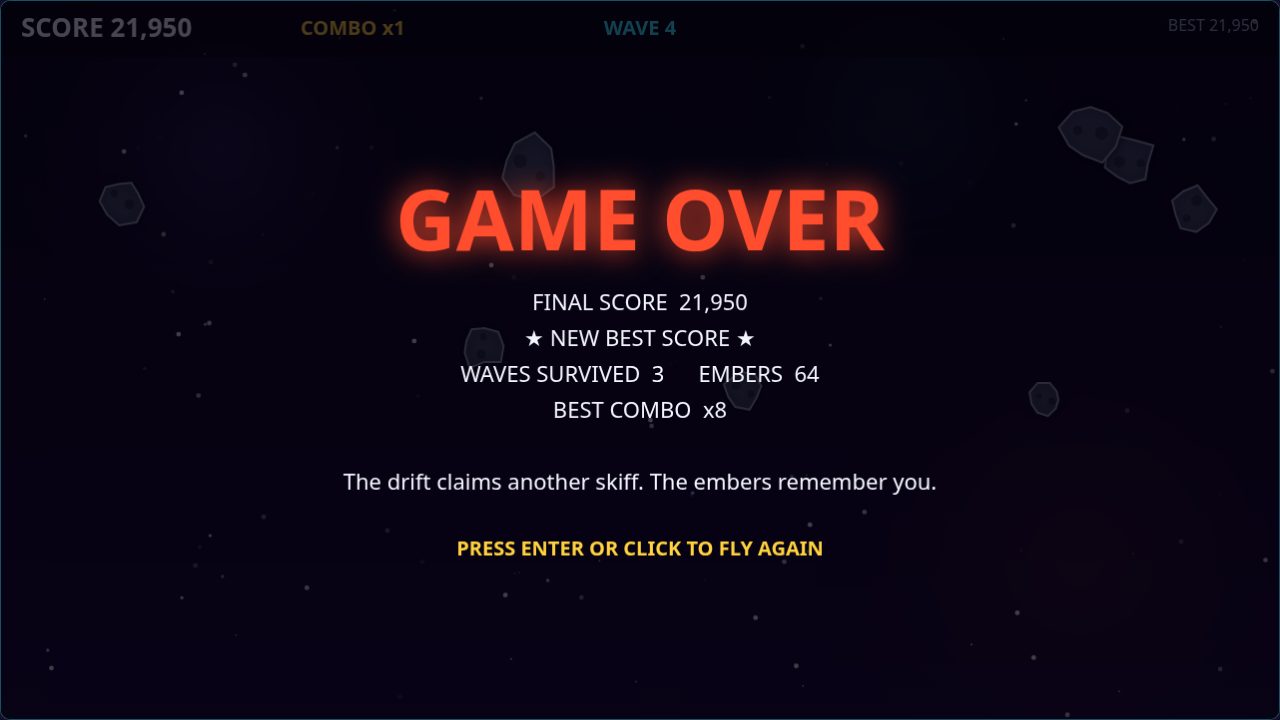 SCORE 21,950 COMBO x1 WAVE 4 BEST 21,950
GAME OVER
FINAL SCORE 21,950
★ NEW BEST SCORE ★
WAVES SURVIVED 3 EMBERS 64
BEST COMBO x8
The drift claims another skiff. The embers remember you.
PRESS ENTER OR CLICK TO FLY AGAIN